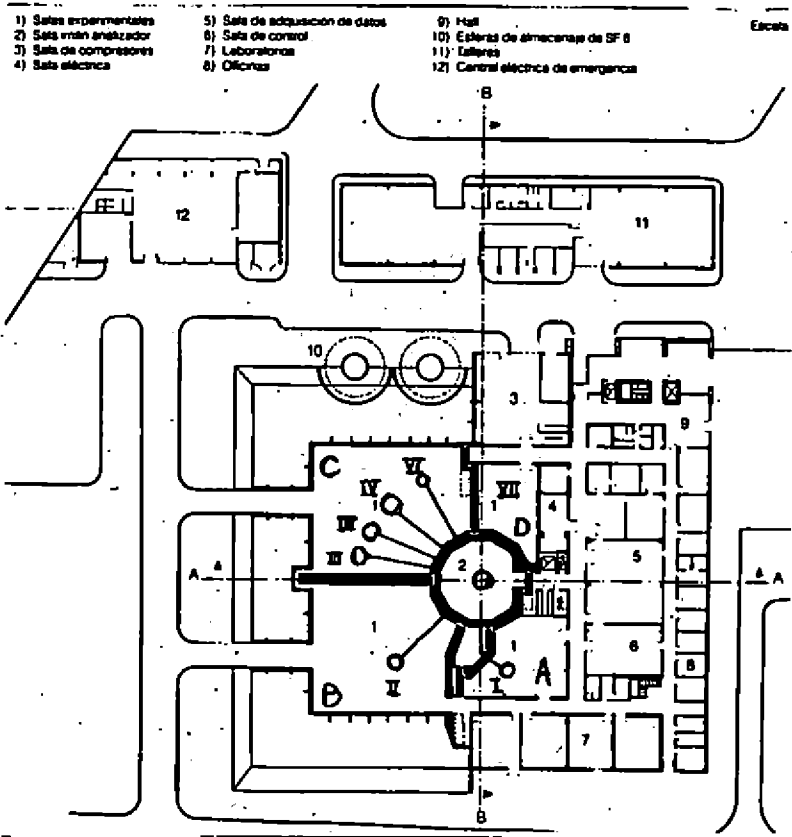 1) Salas experimentales
2) Sala imán analizador
3) Sala de compresores
4) Sala eléctrica
5) Sala de adquisición de datos
6) Sala de control
7) Laboratorios
8) Oficinas
9) Hall
10) Esferas de almacenaje de SF 6
11) Talleres
12) Central eléctrica de emergencia
Escala
B
12
11
10
3
9
C
VI
IV
1
VII
1
4
D
III
III
2
5
A
A
1
1
6
8
II
I
A
B
7
B